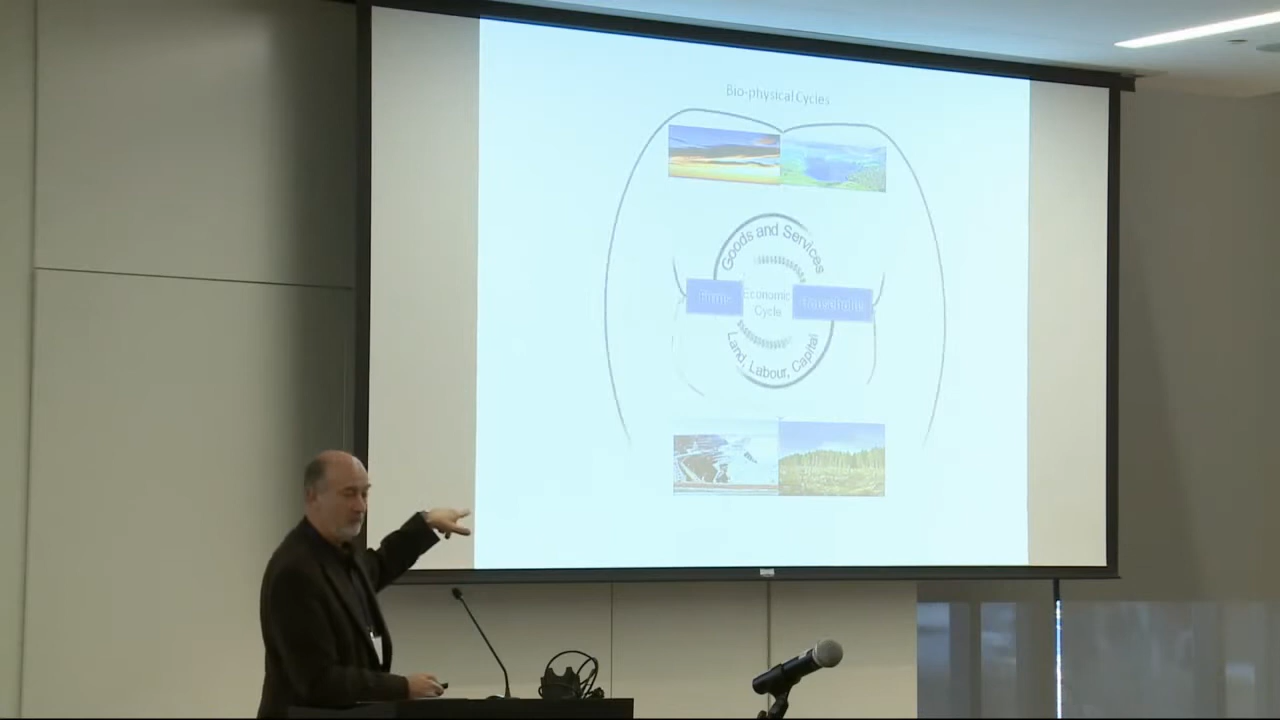 Bio-physical Cycles
Goods and Services
Firms
Economic
Cycle
Households
Land, Labour, Capital